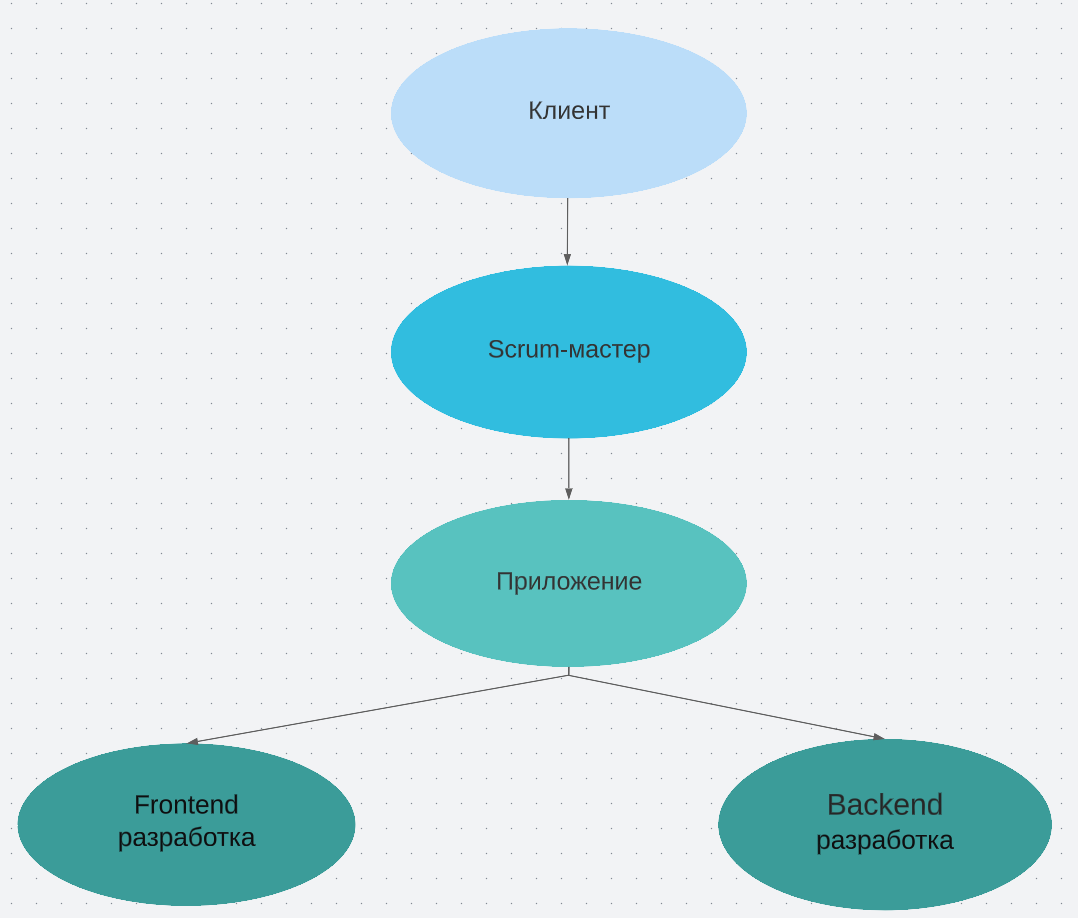 Клиент
Scrum-мастер
Приложение
Frontend
разработка
Backend
разработка